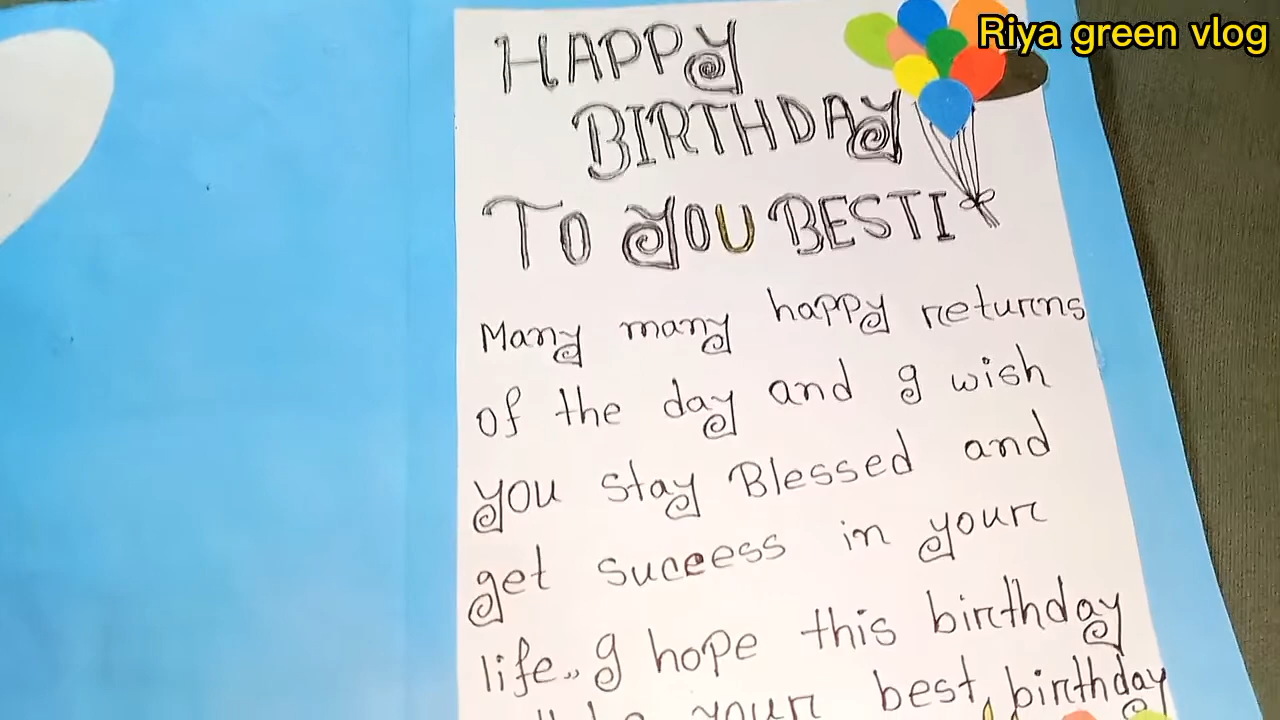 Riya green vlog
HAPPY
BIRTHDAY
TO YOU BESTI
Many many happy returns
of the day and I wish
you stay Blessed and
get suceess in your
life.. I hope this birthday
your best birthday